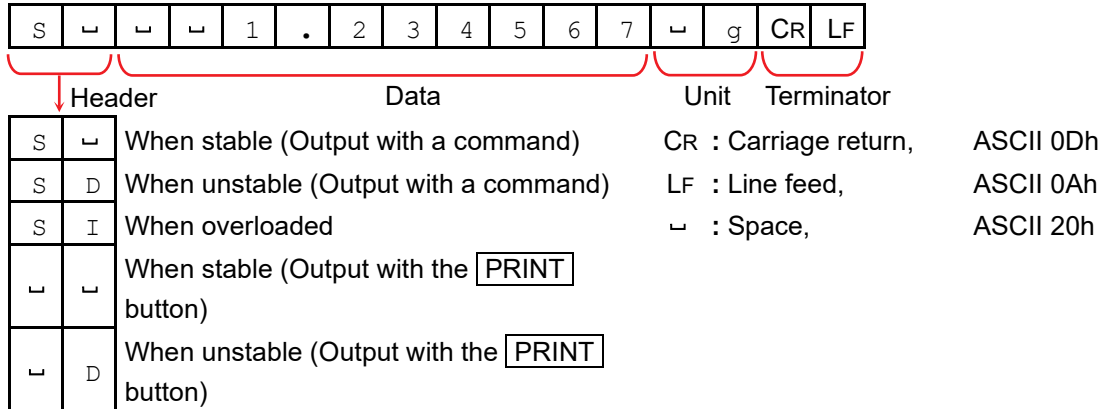 S ⎵ ⎵ ⎵ 1 . 2 3 4 5 6 7 ⎵ g CR LF
Header Data Unit Terminator
S ⎵ When stable (Output with a command) CR : Carriage return, ASCII 0Dh
S D When unstable (Output with a command) LF : Line feed, ASCII 0Ah
S I When overloaded ⎵ : Space, ASCII 20h
⎵ ⎵ When stable (Output with the PRINT
button)
⎵ D When unstable (Output with the PRINT
button)